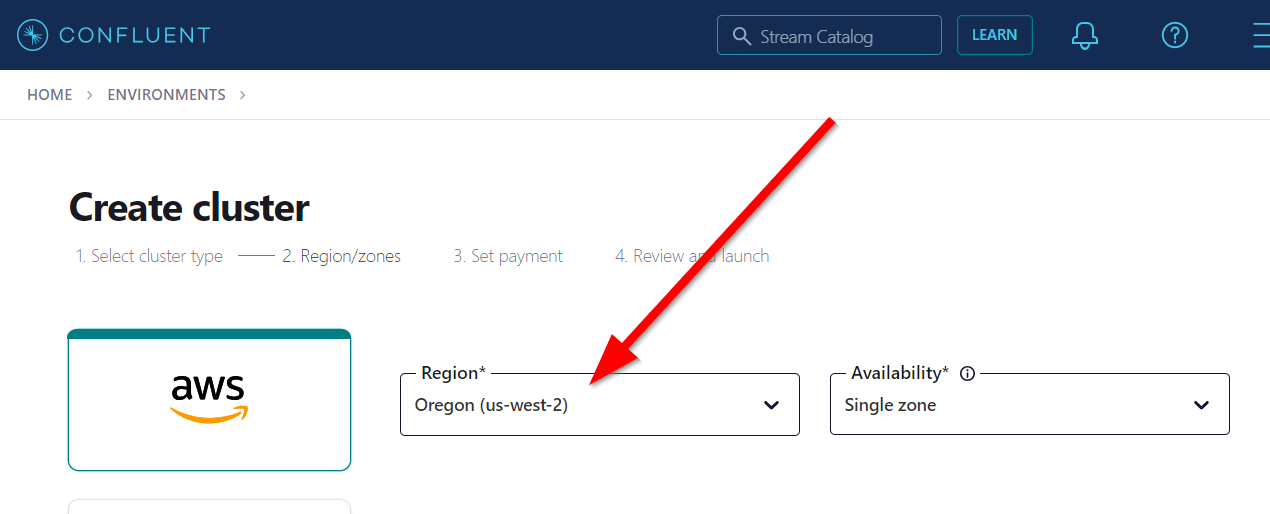 CONFLUENT
Stream Catalog
LEARN
?
HOME > ENVIRONMENTS >
Create cluster
1. Select cluster type
2. Region/zones
3. Set payment
4. Review and launch
aws
Region*
Oregon (us-west-2)
Availability*
Single zone